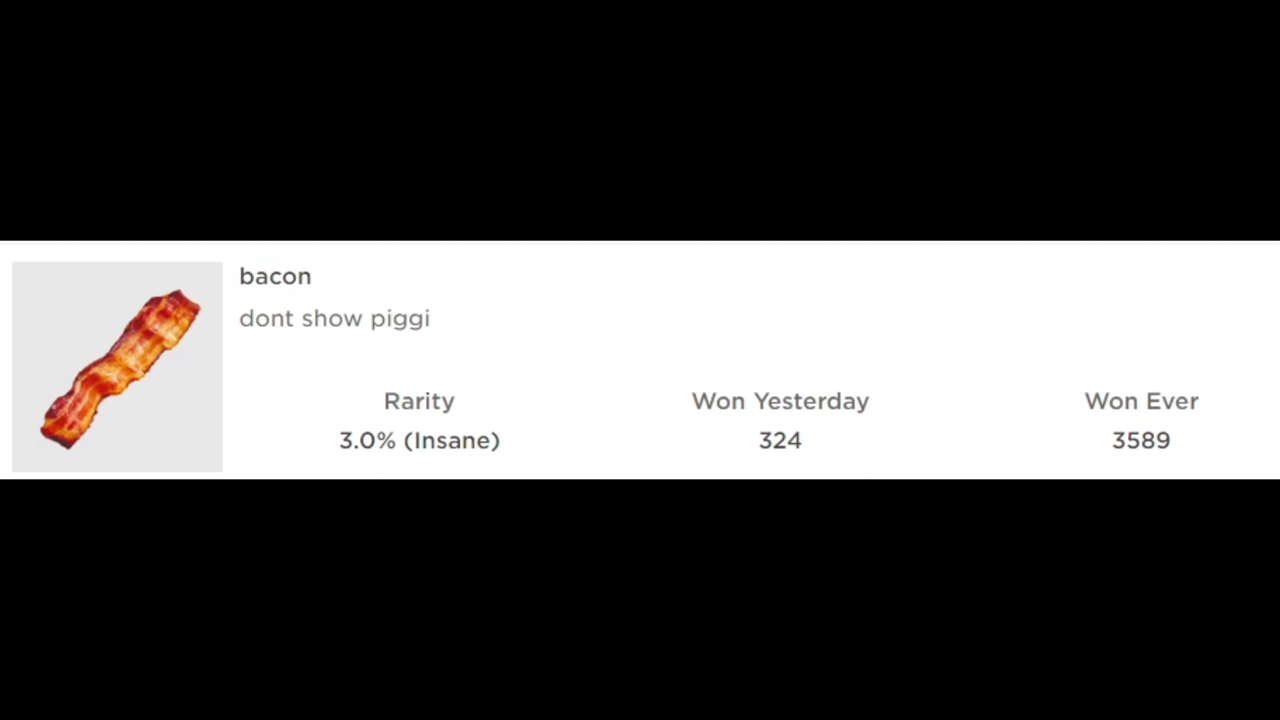 bacon
dont show piggi
Rarity Won Yesterday Won Ever
3.0% (Insane) 324 3589